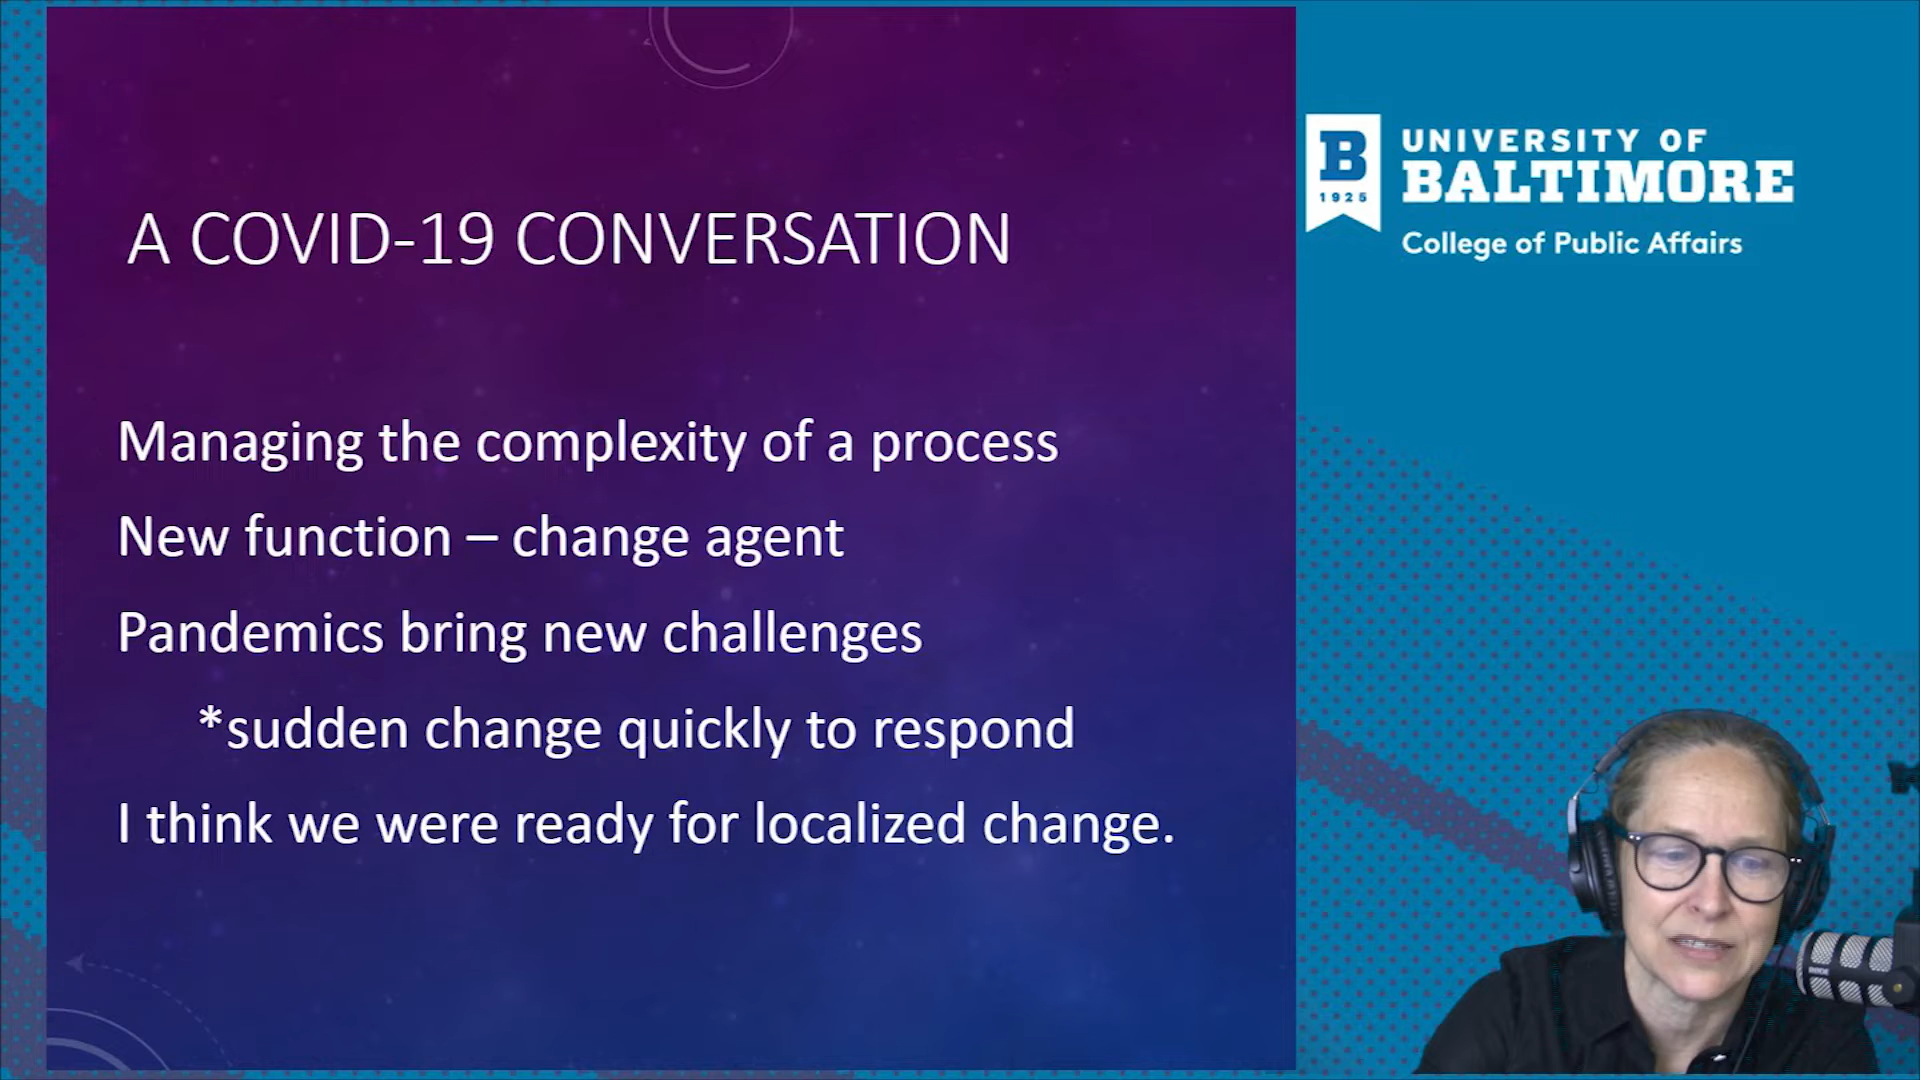 A COVID-19 CONVERSATION
Managing the complexity of a process
New function – change agent
Pandemics bring new challenges
*sudden change quickly to respond
I think we were ready for localized change.
B
1925
UNIVERSITY OF
BALTIMORE
College of Public Affairs
RODE